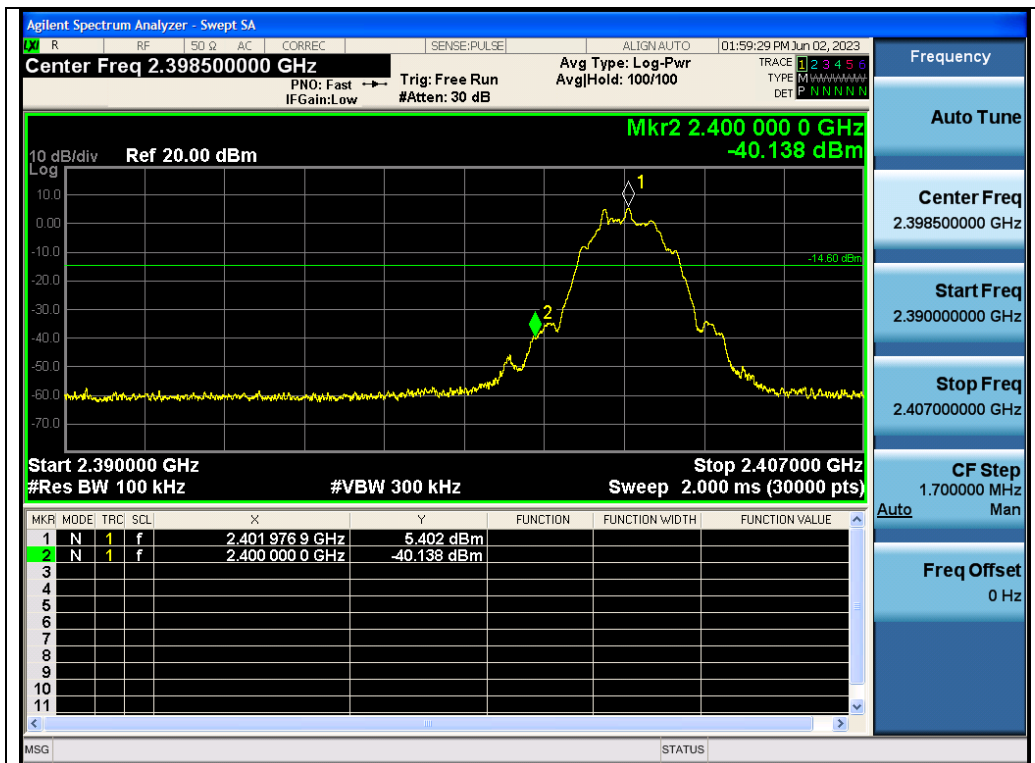 Agilent Spectrum Analyzer - Swept SA
LXI R RF 50 Ω AC CORREC SENSE:PULSE ALIGN AUTO 01:59:29 PM Jun 02, 2023
Center Freq 2.398500000 GHz
PNO: Fast
IFGain:Low
Trig: Free Run
#Atten: 30 dB
Avg Type: Log-Pwr
Avg|Hold: 100/100
TRACE 1 2 3 4 5 6
TYPE M WWWWW
DET P N N N N N
Mkr2 2.400 000 0 GHz
-40.138 dBm
10 dB/div Ref 20.00 dBm
Log
10.0
0.00
-10.0
-20.0
-30.0
-40.0
-50.0
-60.0
-70.0
1
2
-14.60 dBm
Start 2.390000 GHz Stop 2.407000 GHz
#Res BW 100 kHz #VBW 300 kHz Sweep 2.000 ms (30000 pts)
MKR MODE TRC SCL X Y FUNCTION FUNCTION WIDTH FUNCTION VALUE
1 N 1 f 2.401 976 9 GHz 5.402 dBm
2 N 1 f 2.400 000 0 GHz -40.138 dBm
3
4
5
6
7
8
9
10
11
MSG STATUS
Frequency
Auto Tune
Center Freq
2.398500000 GHz
Start Freq
2.390000000 GHz
Stop Freq
2.407000000 GHz
CF Step
1.700000 MHz
Auto Man
Freq Offset
0 Hz